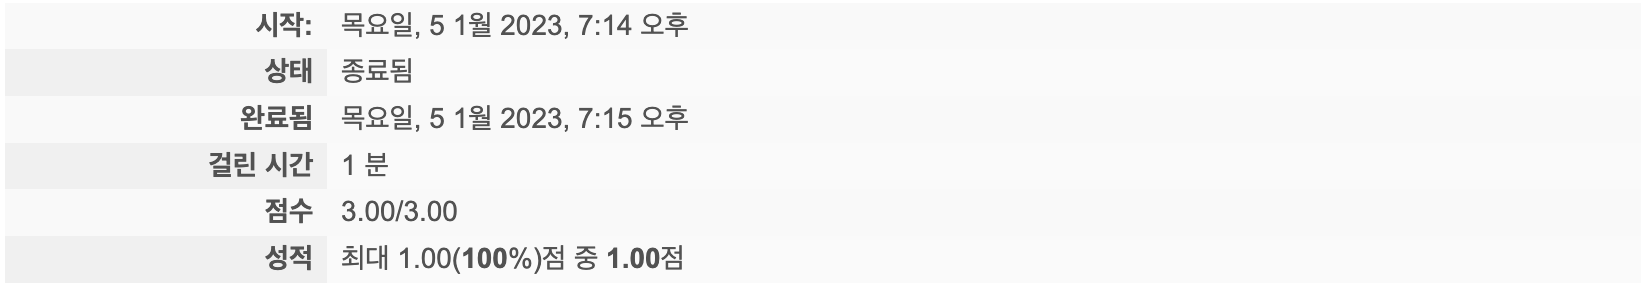 시작: 목요일, 5 1월 2023, 7:14 오후
상태 종료됨
완료됨 목요일, 5 1월 2023, 7:15 오후
걸린 시간 1 분
점수 3.00/3.00
성적 최대 1.00(100%)점 중 1.00점